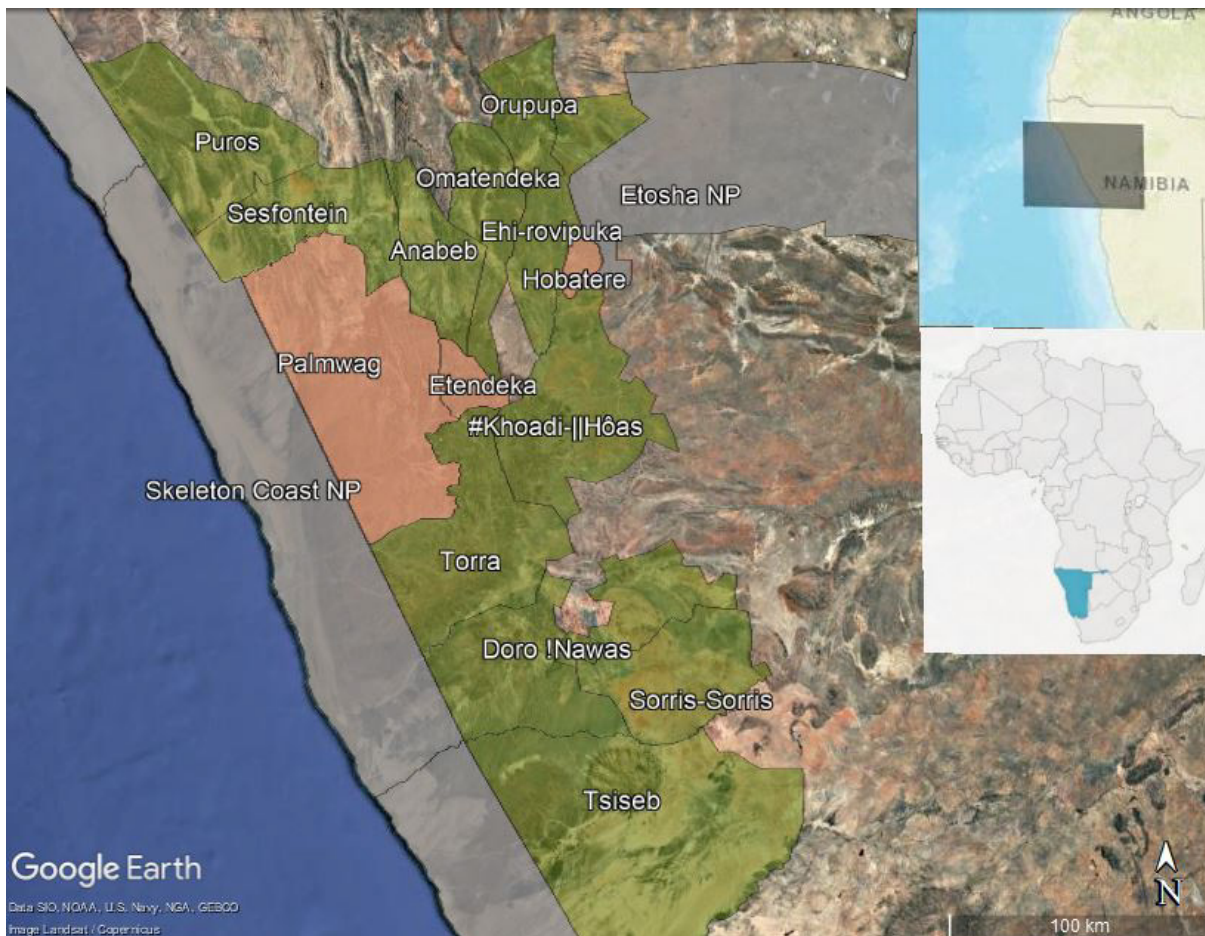 ANGOLA
Orupupa
Puros
Omatendeka
Etosha NP
NAMIBIA
Sesfontein
Ehi-rovipuka
Anabeb
Hobatere
Palmwag
Etendeka
#Khoadi-||Hôas
Skeleton Coast NP
Torra
Doro !Nawas
Sorris-Sorris
Tsiseb
Google Earth
N
Data SIO, NOAA, U.S. Navy, NGA, GEBCO
Image Landsat / Copernicus
100 km